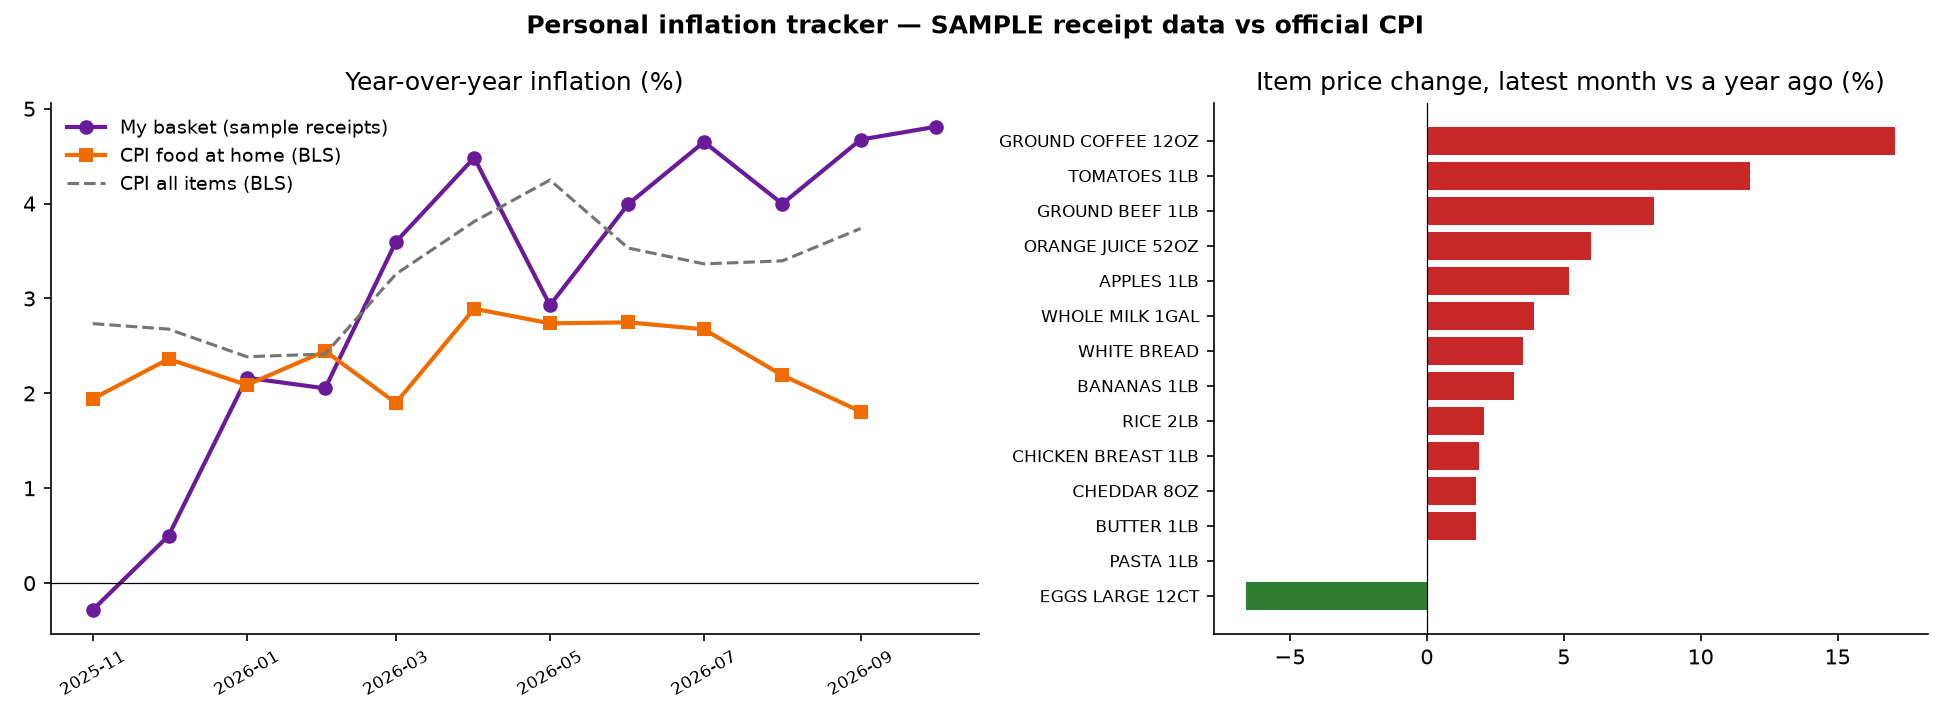 Personal inflation tracker — SAMPLE receipt data vs official CPI
Year-over-year inflation (%)
My basket (sample receipts)
CPI food at home (BLS)
CPI all items (BLS)
5
4
3
2
1
0
2025-11
2026-01
2026-03
2026-05
2026-07
2026-09
Item price change, latest month vs a year ago (%)
GROUND COFFEE 12OZ
TOMATOES 1LB
GROUND BEEF 1LB
ORANGE JUICE 52OZ
APPLES 1LB
WHOLE MILK 1GAL
WHITE BREAD
BANANAS 1LB
RICE 2LB
CHICKEN BREAST 1LB
CHEDDAR 8OZ
BUTTER 1LB
PASTA 1LB
EGGS LARGE 12CT
−5
0
5
10
15